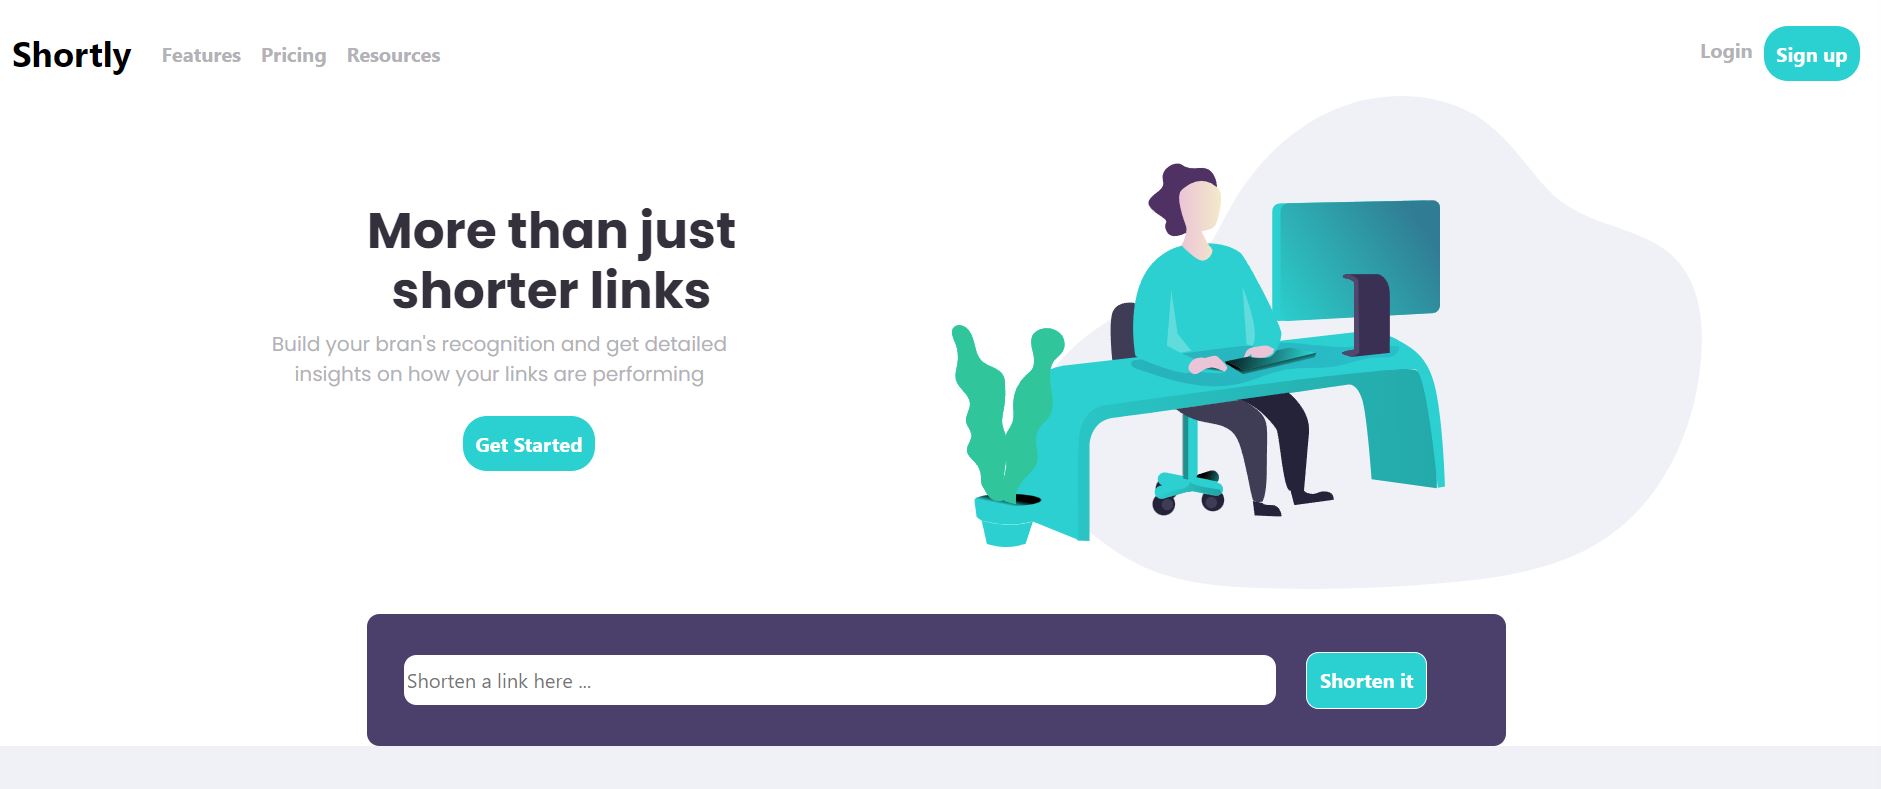 Shortly
Features Pricing Resources
Login Sign up
More than just
shorter links
Build your bran's recognition and get detailed
insights on how your links are performing
Get Started
Shorten a link here ...
Shorten it